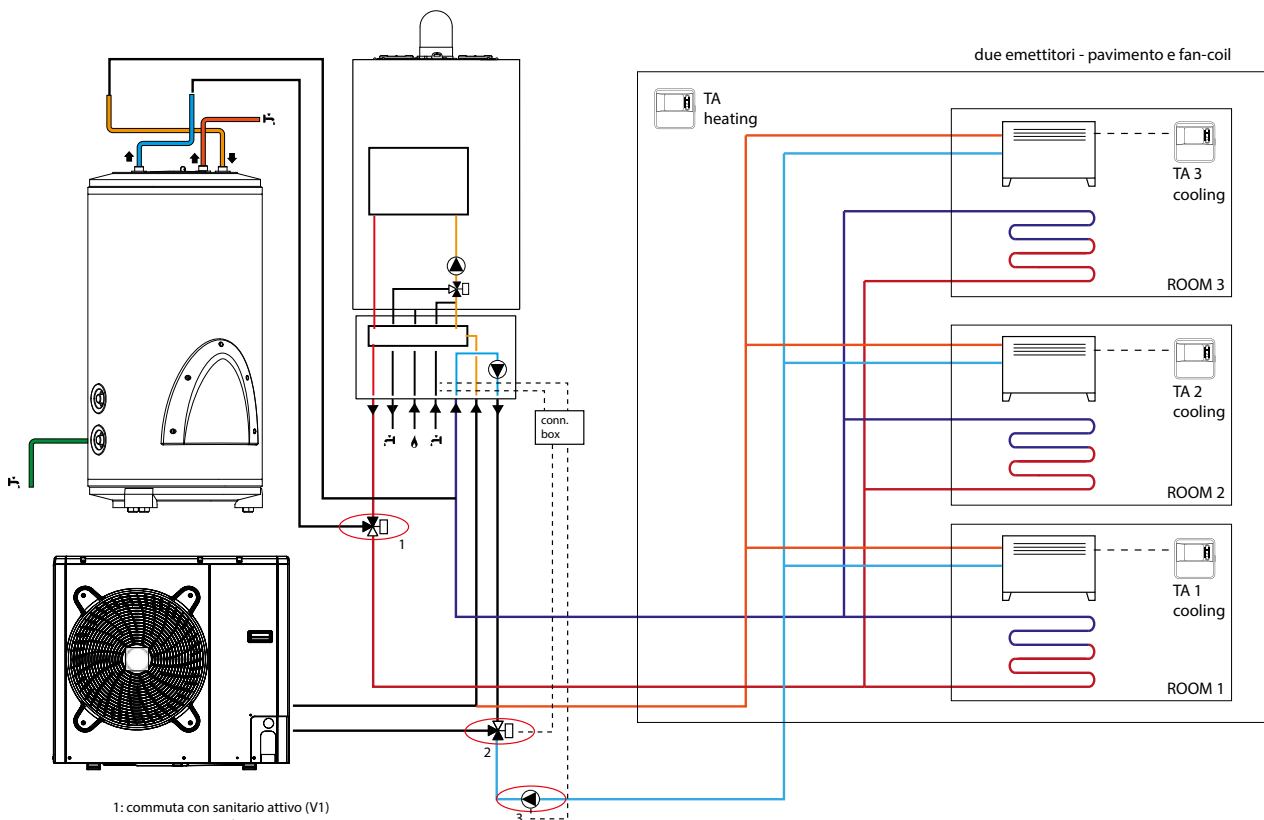 due emettitori - pavimento e fan-coil
TA
heating
TA 3
cooling
ROOM 3
TA 2
cooling
ROOM 2
conn.
box
TA 1
cooling
ROOM 1
1
2
3
1: commuta con sanitario attivo (V1)